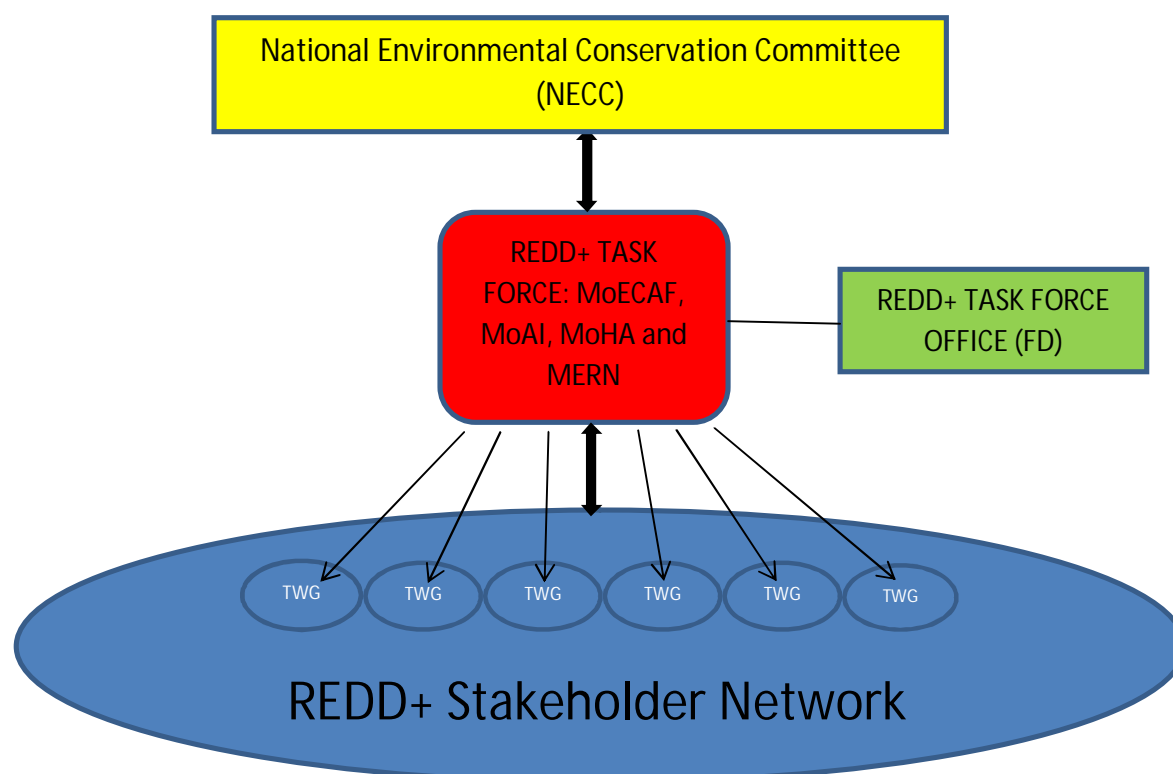 National Environmental Conservation Committee
(NECC)
REDD+ TASK
FORCE: MoECAF,
MoAI, MoHA and
MERN
REDD+ TASK FORCE
OFFICE (FD)
TWG
TWG
TWG
TWG
TWG
TWG
REDD+ Stakeholder Network